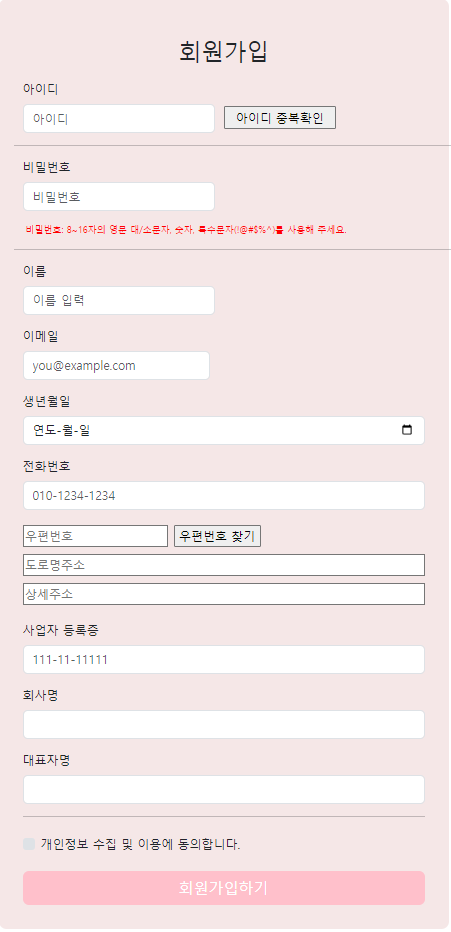 회원가입
아이디
아이디 아이디 중복확인
비밀번호
비밀번호
비밀번호: 8~16자의 영문 대/소문자, 숫자, 특수문자(!@#$%^)를 사용해 주세요.
이름
이름 입력
이메일
you@example.com
생년월일
연도-월-일
전화번호
010-1234-1234
우편번호 우편번호 찾기
도로명주소
상세주소
사업자 등록증
111-11-11111
회사명
대표자명
개인정보 수집 및 이용에 동의합니다.
회원가입하기